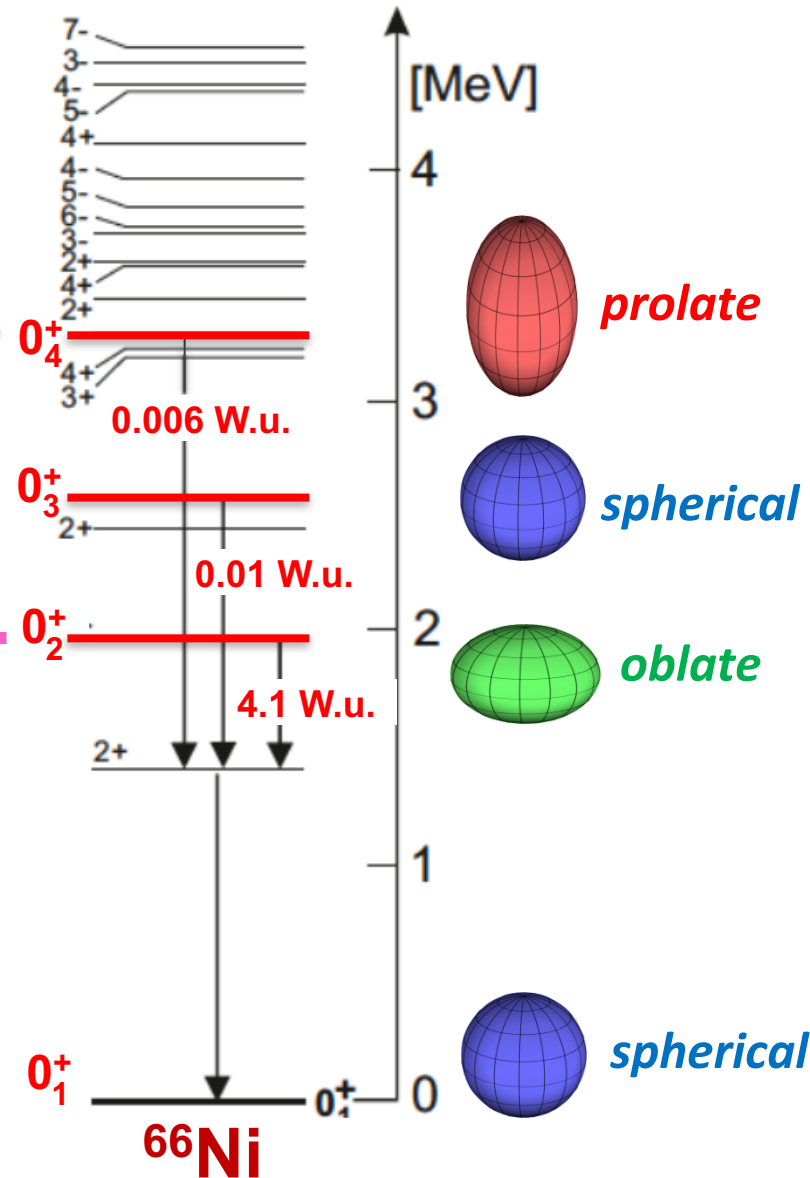 7-
3-
4-
5-
4+
4-
5-
6-
3-
2+
4+
2+
0+4
4+
3+
0.006 W.u.
0+3
2+
0.01 W.u.
0+2
4.1 W.u.
2+
0+1
0+1
66Ni
[MeV]
4
3
2
1
0
prolate
spherical
oblate
spherical